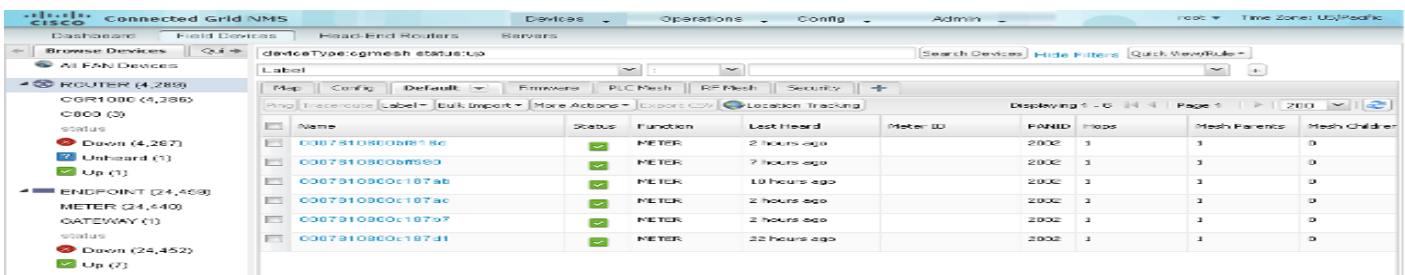 CISCO Connected Grid NMS
Devices Operations Config Admin
root Time Zone: US/Pacific
Dashboard Field Devices Head-End Routers Servers
Browse Devices Qui
All FAN Devices
ROUTER (4,289)
CGR1000 (4,286)
C800 (3)
status
Down (4,287)
Unheard (1)
Up (1)
ENDPOINT (24,459)
METER (24,440)
GATEWAY (1)
status
Down (24,452)
Up (7)
deviceType:cgmesh status:up
Search Devices Hide Filters Quick View/Rule
Label :
Map Config Default Firmware PLC Mesh RF Mesh Security +
Ping Traceroute Label Bulk Import More Actions Export CSV Location Tracking
Displaying 1 - 6 Page 1 200
Name Status Function Last Heard Meter ID PANID Hops Mesh Parents Mesh Children
METER 2 hours ago 2002 1 1 0
METER 7 hours ago 2002 1 1 0
0007810800c187ab METER 2002 1 1 0
0007810800c187ac METER 2 hours ago 2002 1 1 0
0007810800c187b7 METER 2 hours ago 2002 1 1 0
0007810800c187d1 METER 22 hours ago 2002 1 1 0